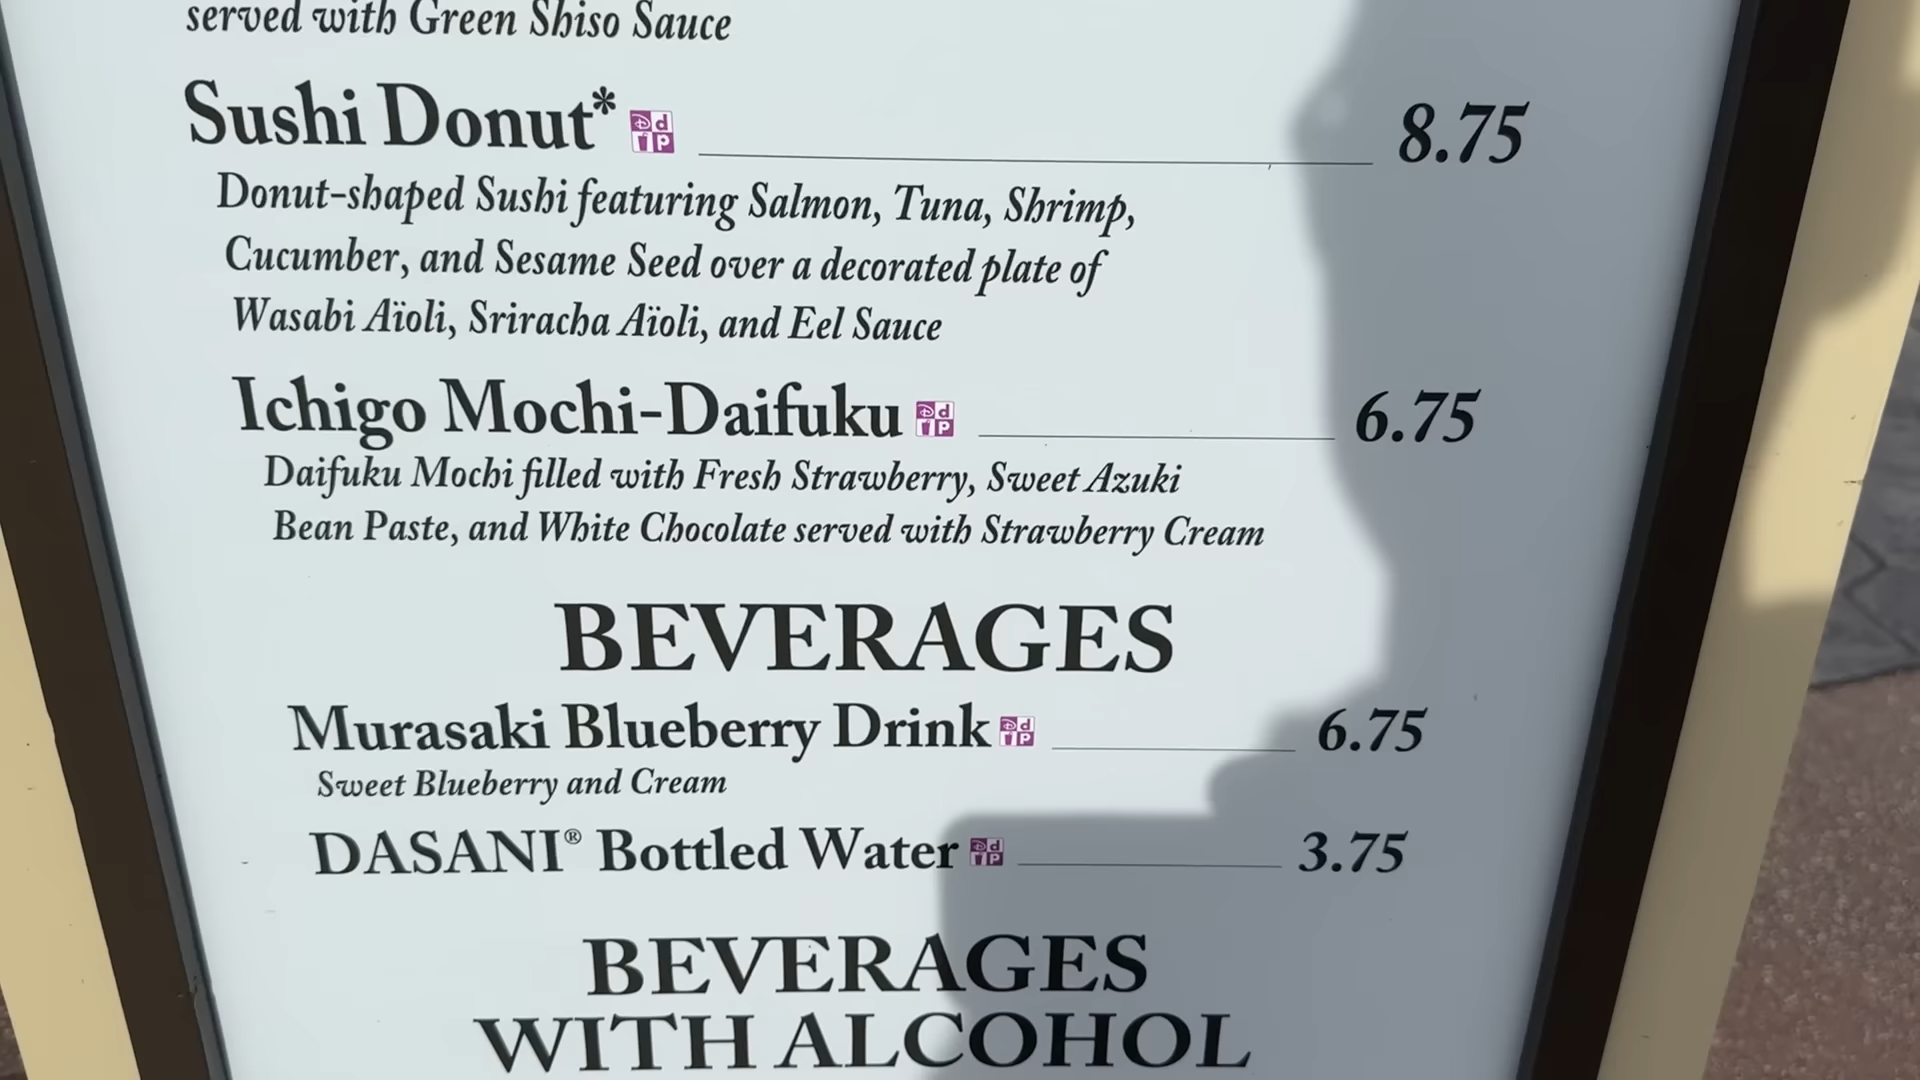 served with Green Shiso Sauce
Sushi Donut* 8.75
Donut-shaped Sushi featuring Salmon, Tuna, Shrimp,
Cucumber, and Sesame Seed over a decorated plate of
Wasabi Aïoli, Sriracha Aïoli, and Eel Sauce
Ichigo Mochi-Daifuku 6.75
Daifuku Mochi filled with Fresh Strawberry, Sweet Azuki
Bean Paste, and White Chocolate served with Strawberry Cream
BEVERAGES
Murasaki Blueberry Drink 6.75
Sweet Blueberry and Cream
DASANI® Bottled Water 3.75
BEVERAGES
WITH ALCOHOL